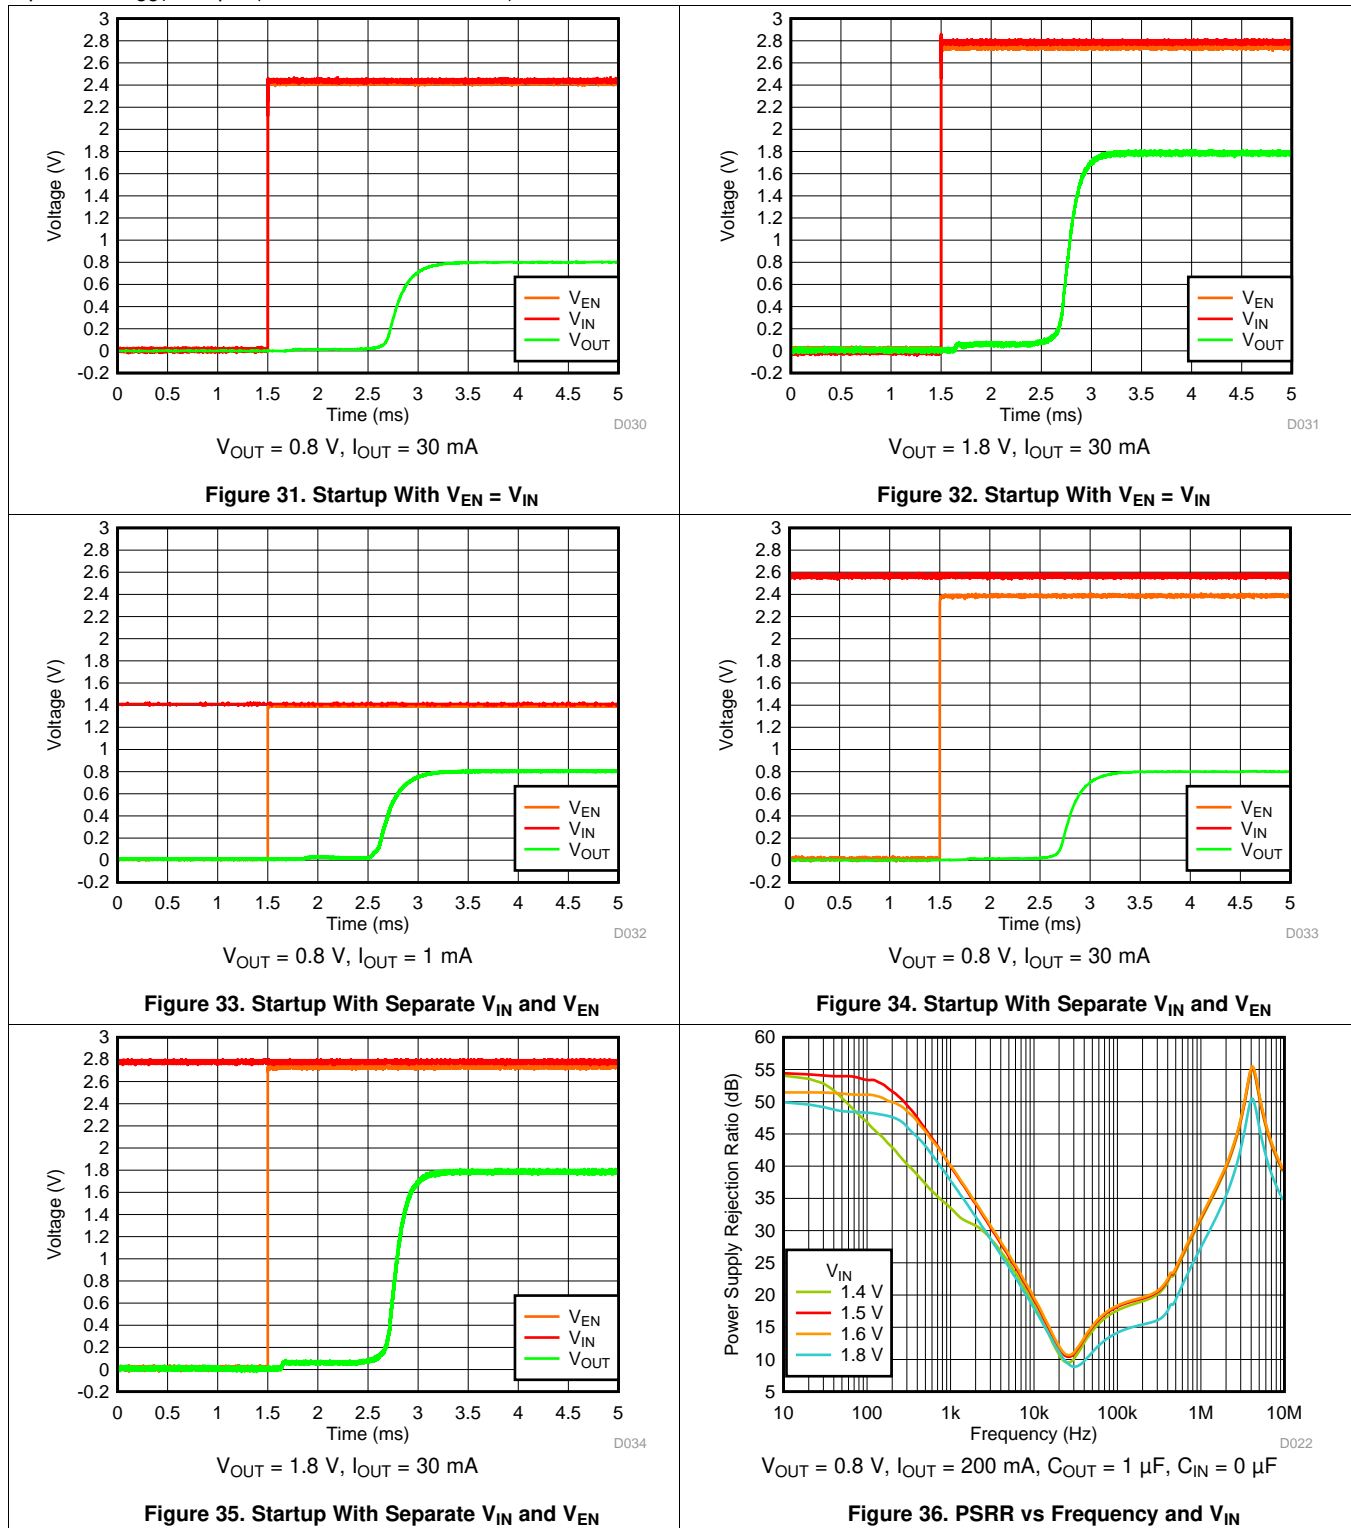 3
2.8
2.6
2.4
2.2
2
1.8
1.6
1.4
1.2
1
0.8
0.6
0.4
0.2
0
-0.2
Voltage (V)
0 0.5 1 1.5 2 2.5 3 3.5 4 4.5 5
Time (ms)
VEN
VIN
VOUT
D030
VOUT = 0.8 V, IOUT = 30 mA
Figure 31. Startup With VEN = VIN
3
2.8
2.6
2.4
2.2
2
1.8
1.6
1.4
1.2
1
0.8
0.6
0.4
0.2
0
-0.2
Voltage (V)
0 0.5 1 1.5 2 2.5 3 3.5 4 4.5 5
Time (ms)
VEN
VIN
VOUT
D031
VOUT = 1.8 V, IOUT = 30 mA
Figure 32. Startup With VEN = VIN
3
2.8
2.6
2.4
2.2
2
1.8
1.6
1.4
1.2
1
0.8
0.6
0.4
0.2
0
-0.2
Voltage (V)
0 0.5 1 1.5 2 2.5 3 3.5 4 4.5 5
Time (ms)
VEN
VIN
VOUT
D032
VOUT = 0.8 V, IOUT = 1 mA
Figure 33. Startup With Separate VIN and VEN
3
2.8
2.6
2.4
2.2
2
1.8
1.6
1.4
1.2
1
0.8
0.6
0.4
0.2
0
-0.2
Voltage (V)
0 0.5 1 1.5 2 2.5 3 3.5 4 4.5 5
Time (ms)
VEN
VIN
VOUT
D033
VOUT = 0.8 V, IOUT = 30 mA
Figure 34. Startup With Separate VIN and VEN
3
2.8
2.6
2.4
2.2
2
1.8
1.6
1.4
1.2
1
0.8
0.6
0.4
0.2
0
-0.2
Voltage (V)
0 0.5 1 1.5 2 2.5 3 3.5 4 4.5 5
Time (ms)
VEN
VIN
VOUT
D034
VOUT = 1.8 V, IOUT = 30 mA
Figure 35. Startup With Separate VIN and VEN
60
55
50
45
40
35
30
25
20
15
10
5
Power Supply Rejection Ratio (dB)
10 100 1k 10k 100k 1M 10M
Frequency (Hz)
VIN
1.4 V
1.5 V
1.6 V
1.8 V
D022
VOUT = 0.8 V, IOUT = 200 mA, COUT = 1 µF, CIN = 0 µF
Figure 36. PSRR vs Frequency and VIN